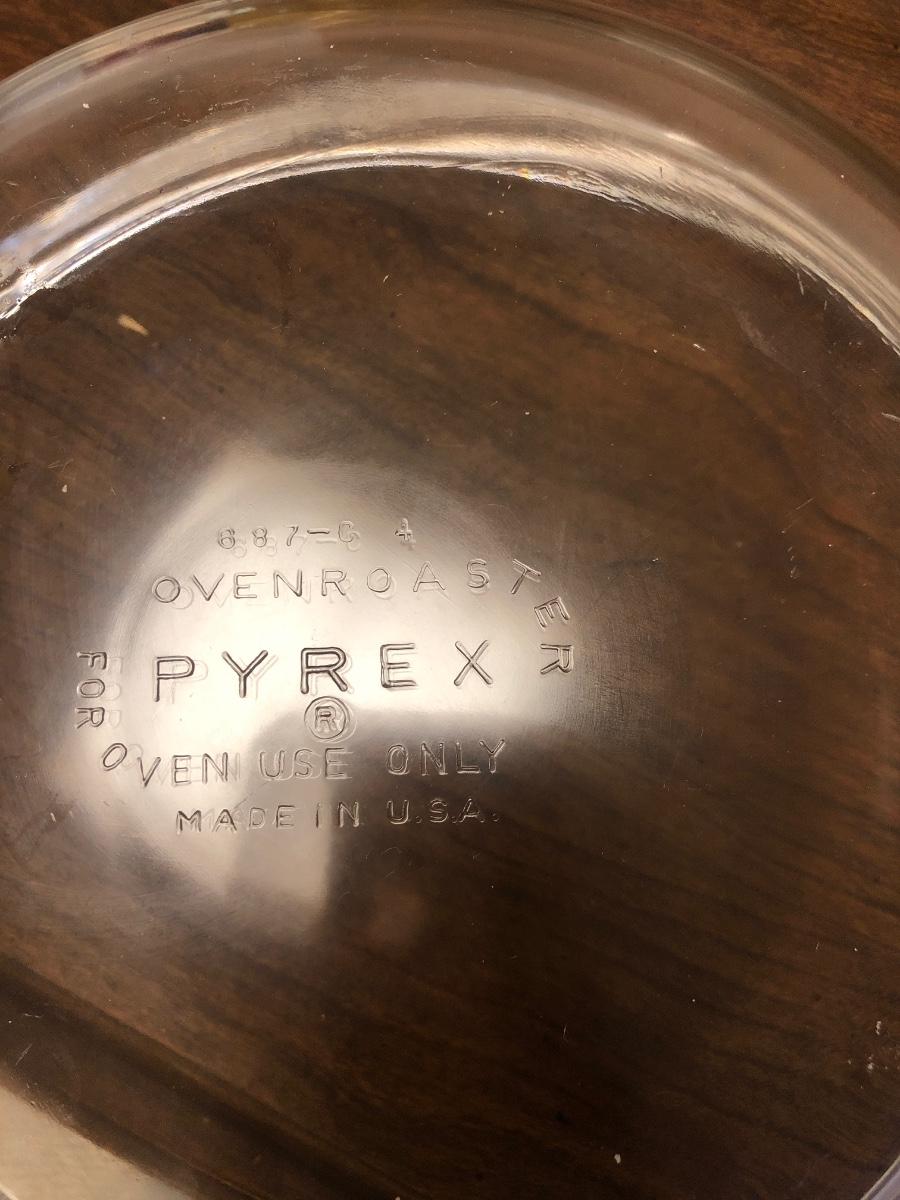 687-C 4
OVENROASTER
PYREX
®
FOR OVEN USE ONLY
MADE IN U.S.A.